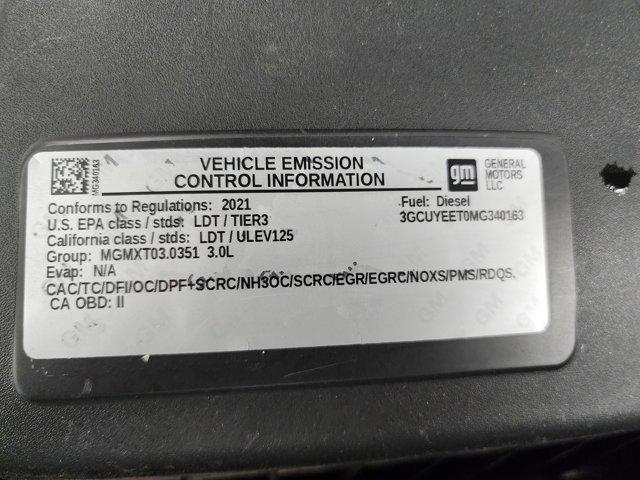 MG340163
VEHICLE EMISSION
CONTROL INFORMATION
gm
GENERAL
MOTORS
LLC
Conforms to Regulations: 2021
Fuel: Diesel
U.S. EPA class / stds: LDT / TIER3
3GCUYEET0MG340163
California class / stds: LDT / ULEV125
Group: MGMXT03.0351 3.0L
Evap: N/A
CAC/TC/DFI/OC/DPF+SCRC/NH3OC/SCRC/EGR/EGRC/NOXS/PMS/RDQS.
CA OBD: II